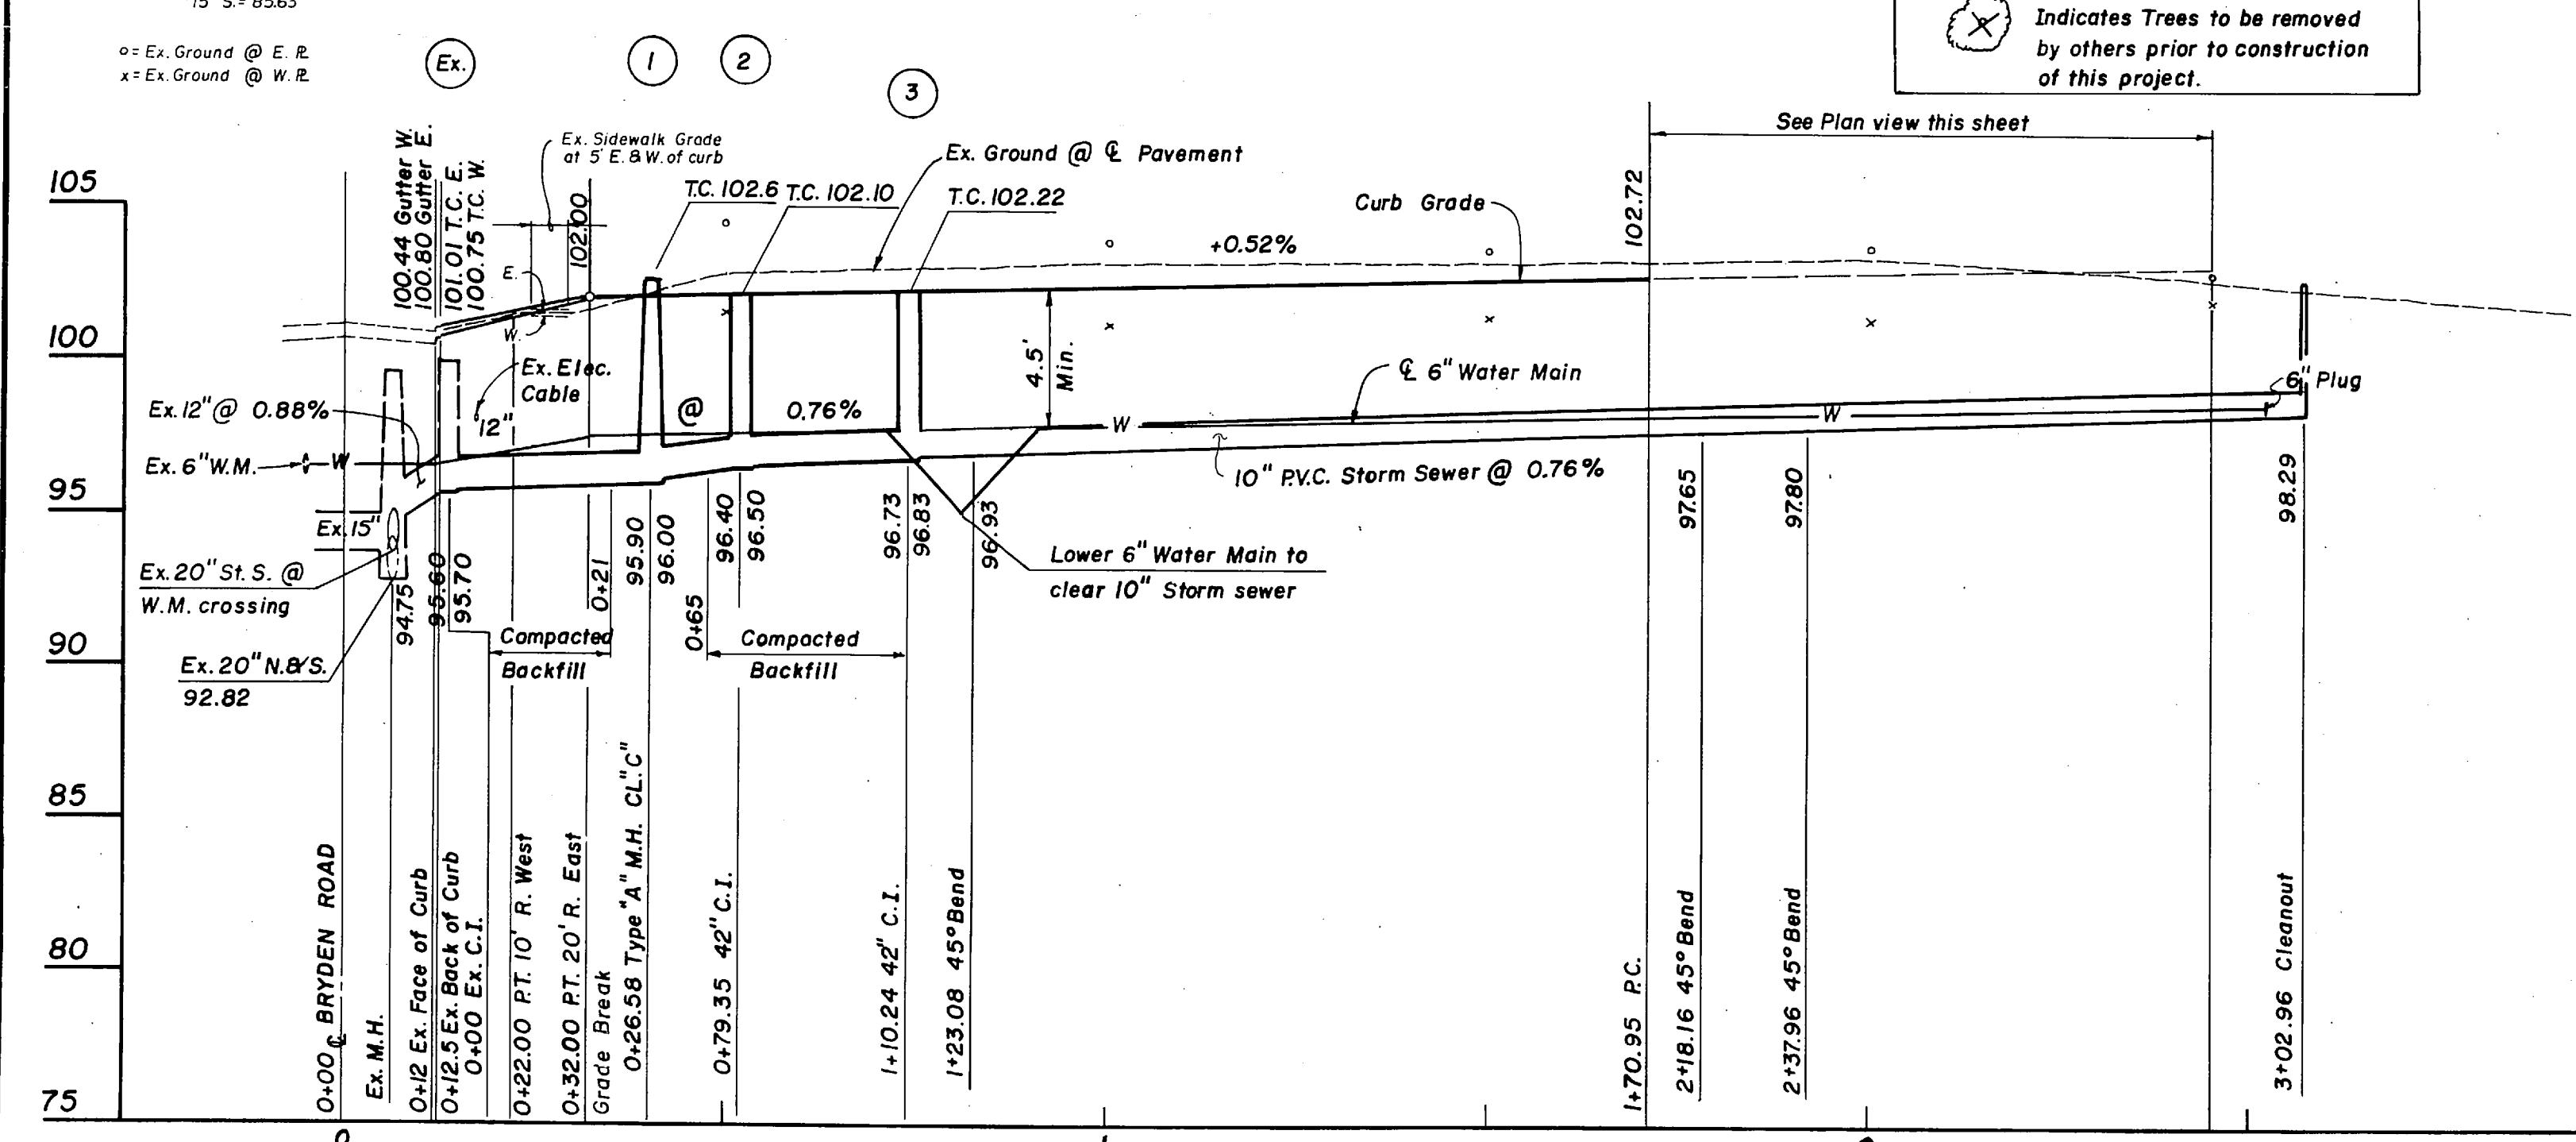 15" S.= 85.63
o = Ex. Ground @ E. PL
x = Ex. Ground @ W. PL
Ex.
1
2
3
Indicates Trees to be removed
by others prior to construction
of this project.
See Plan view this sheet
Ex. Sidewalk Grade
at 5' E. & W. of curb
Ex. Ground @ CL Pavement
T.C. 102.6
T.C. 102.10
T.C. 102.22
Curb Grade
+0.52%
100.44 Gutter W.
100.80 Gutter E.
101.01 T.C. E.
100.75 T.C. W.
102.00
102.72
E.
W.
105
100
95
90
85
80
75
Ex. Elec.
Cable
12"
@
0.76%
4.5'
Min.
CL 6" Water Main
6" Plug
Ex. 12" @ 0.88%
Ex. 6" W.M.
W
W
W
10" P.V.C. Storm Sewer @ 0.76%
Ex. 15"
Ex. 20" St. S. @
W.M. crossing
Ex. 20" N.&S.
92.82
94.75
95.60
95.70
0+21
95.90
96.00
0+65
96.40
96.50
96.73
96.83
96.93
97.65
97.80
98.29
Lower 6" Water Main to
clear 10" Storm sewer
Compacted
Backfill
Compacted
Backfill
0+00 CL BRYDEN ROAD
Ex. M.H.
0+12 Ex. Face of Curb
0+12.5 Ex. Back of Curb
0+00 Ex. C.I.
0+22.00 P.T. 10' R. West
0+32.00 P.T. 20' R. East
Grade Break
0+26.58 Type "A" M.H. CL."C"
0+79.35 42" C.I.
1+10.24 42" C.I.
1+23.08 45° Bend
1+70.95 P.C.
2+18.16 45° Bend
2+37.96 45° Bend
3+02.96 Cleanout